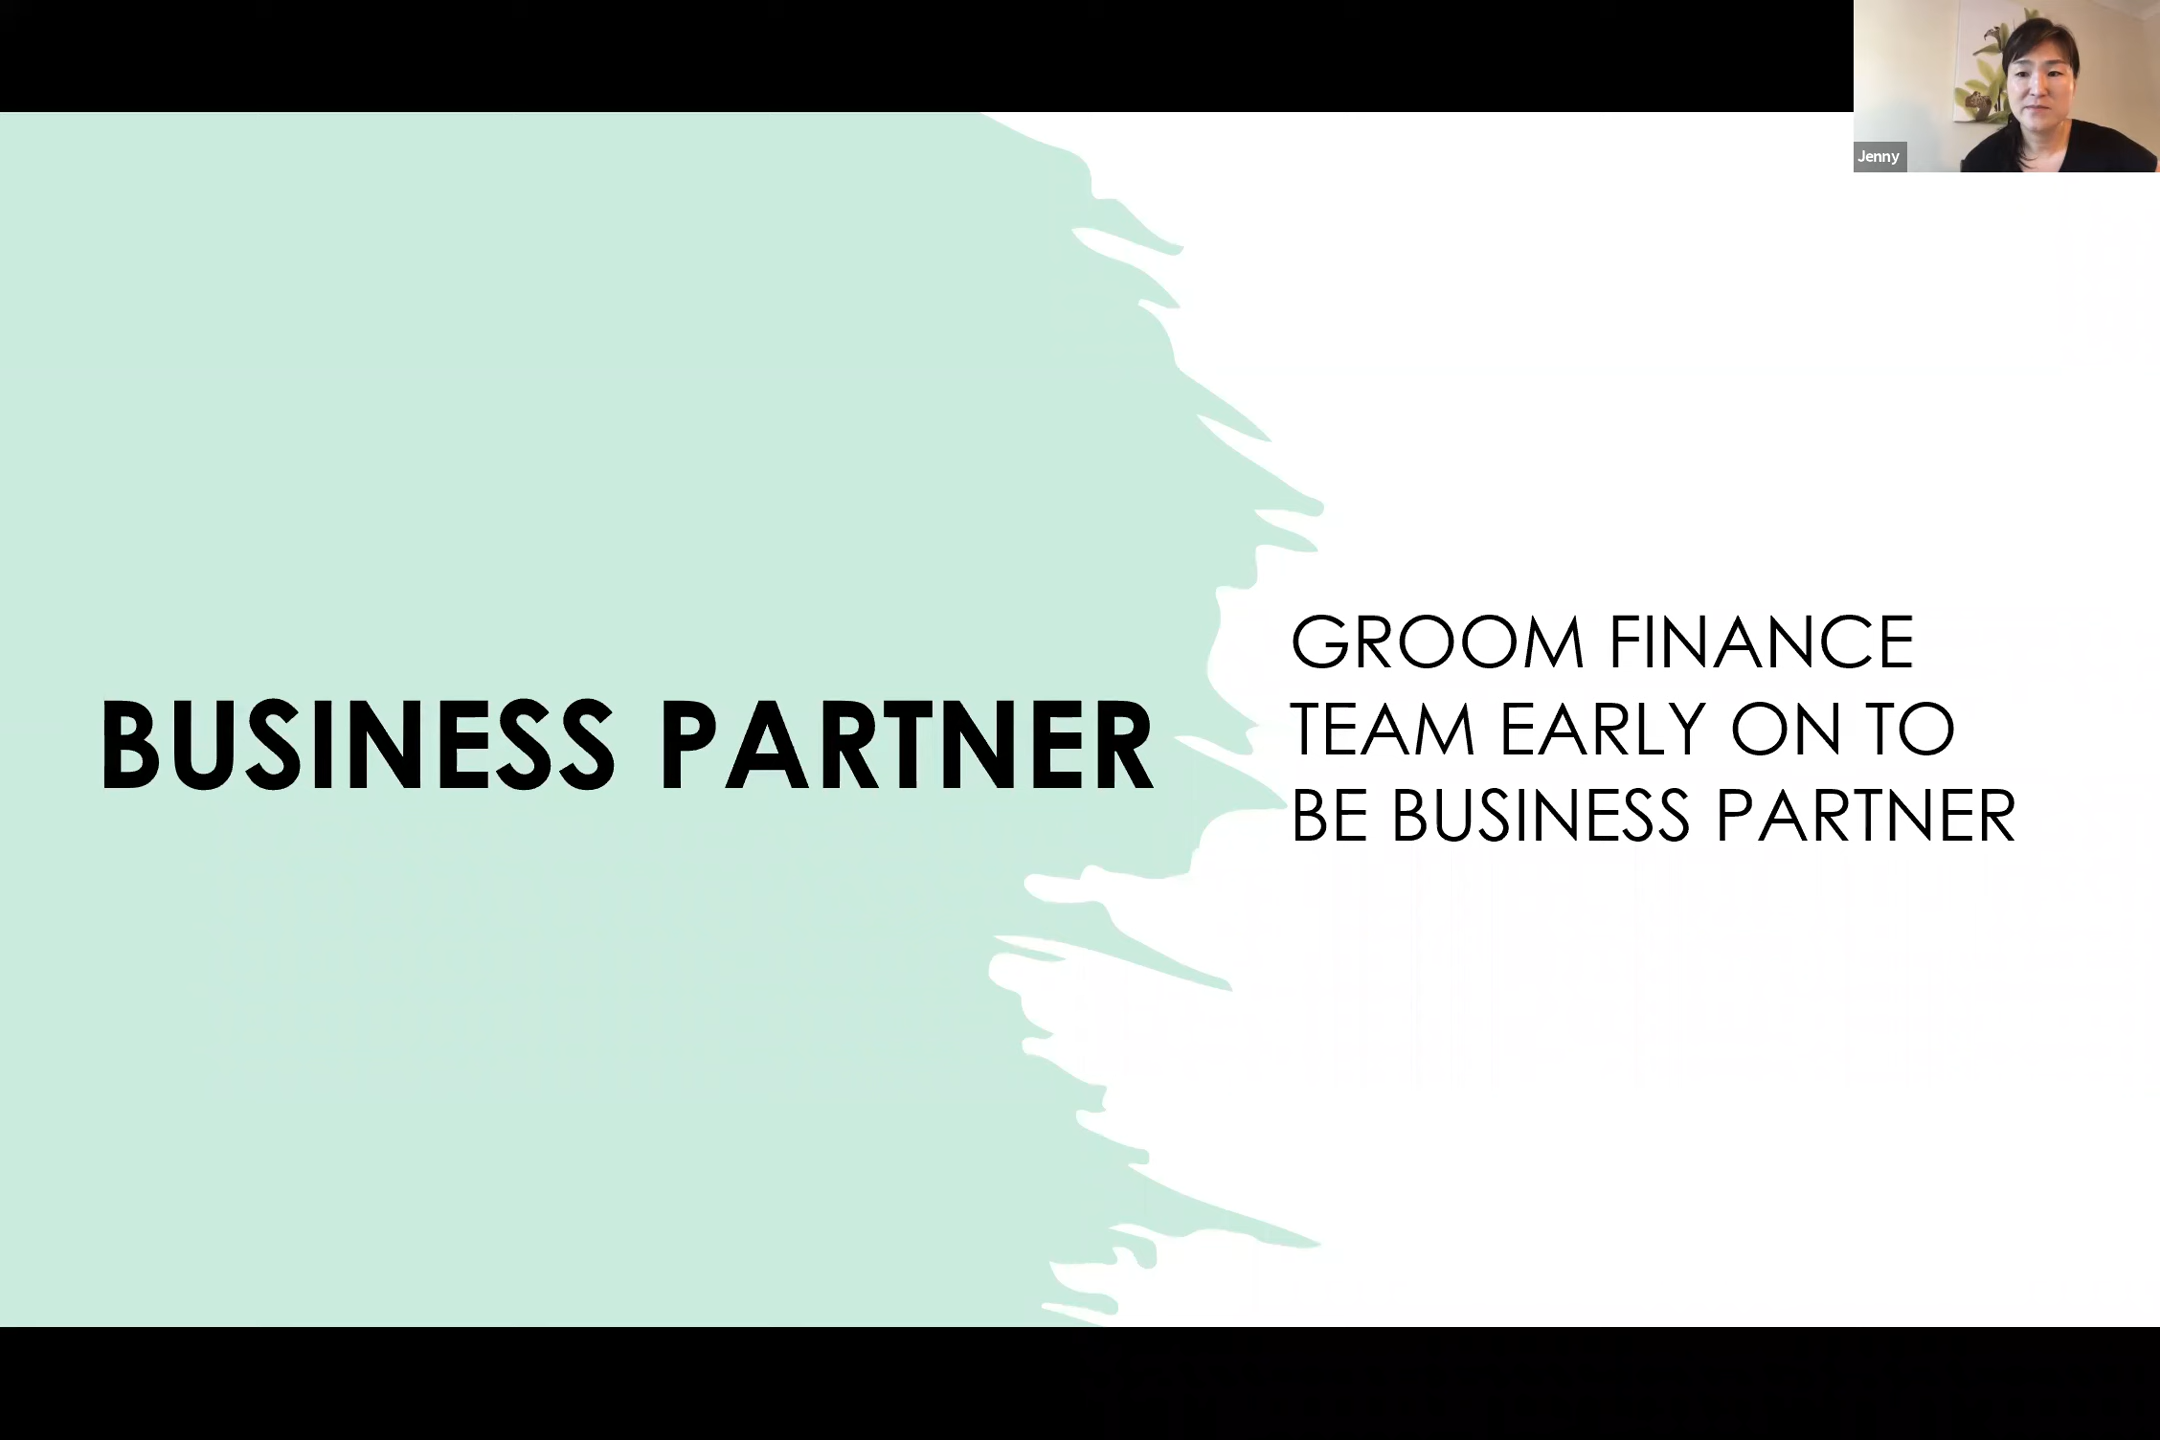 Jenny
BUSINESS PARTNER
GROOM FINANCE
TEAM EARLY ON TO
BE BUSINESS PARTNER